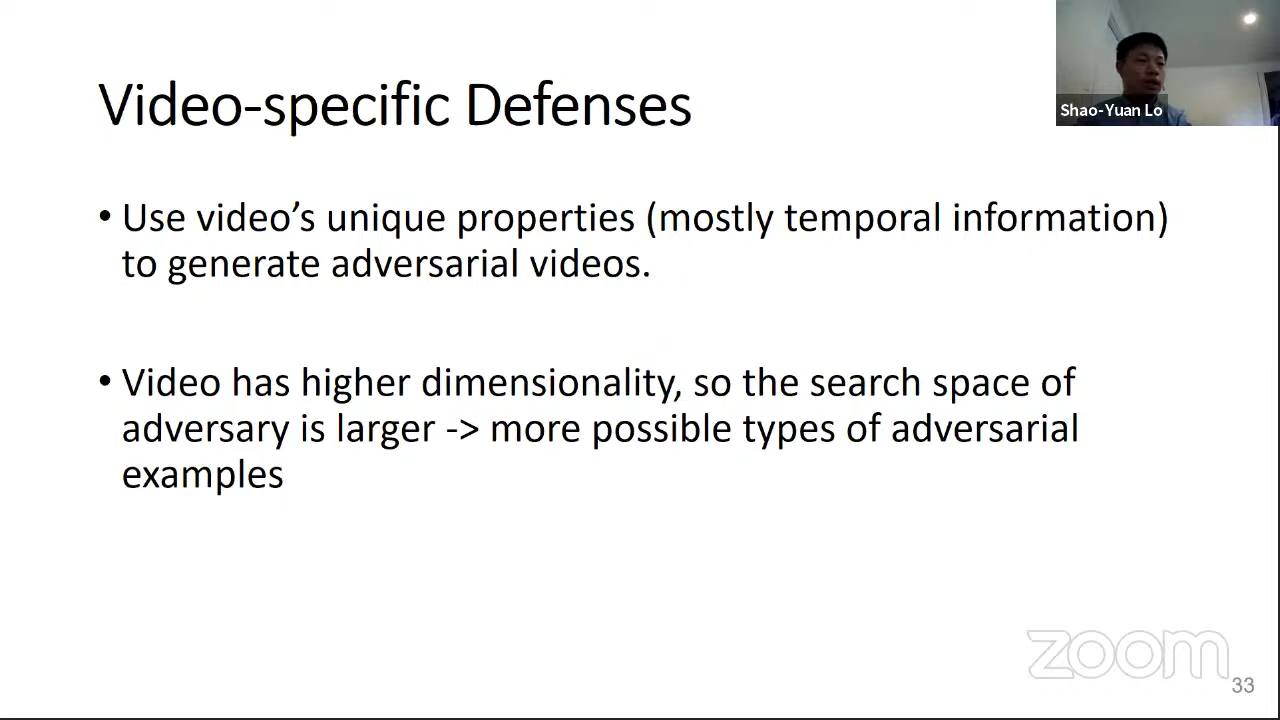 Video-specific Defenses
Shao-Yuan Lo
• Use video’s unique properties (mostly temporal information)
to generate adversarial videos.
• Video has higher dimensionality, so the search space of
adversary is larger -> more possible types of adversarial
examples
zoom
33